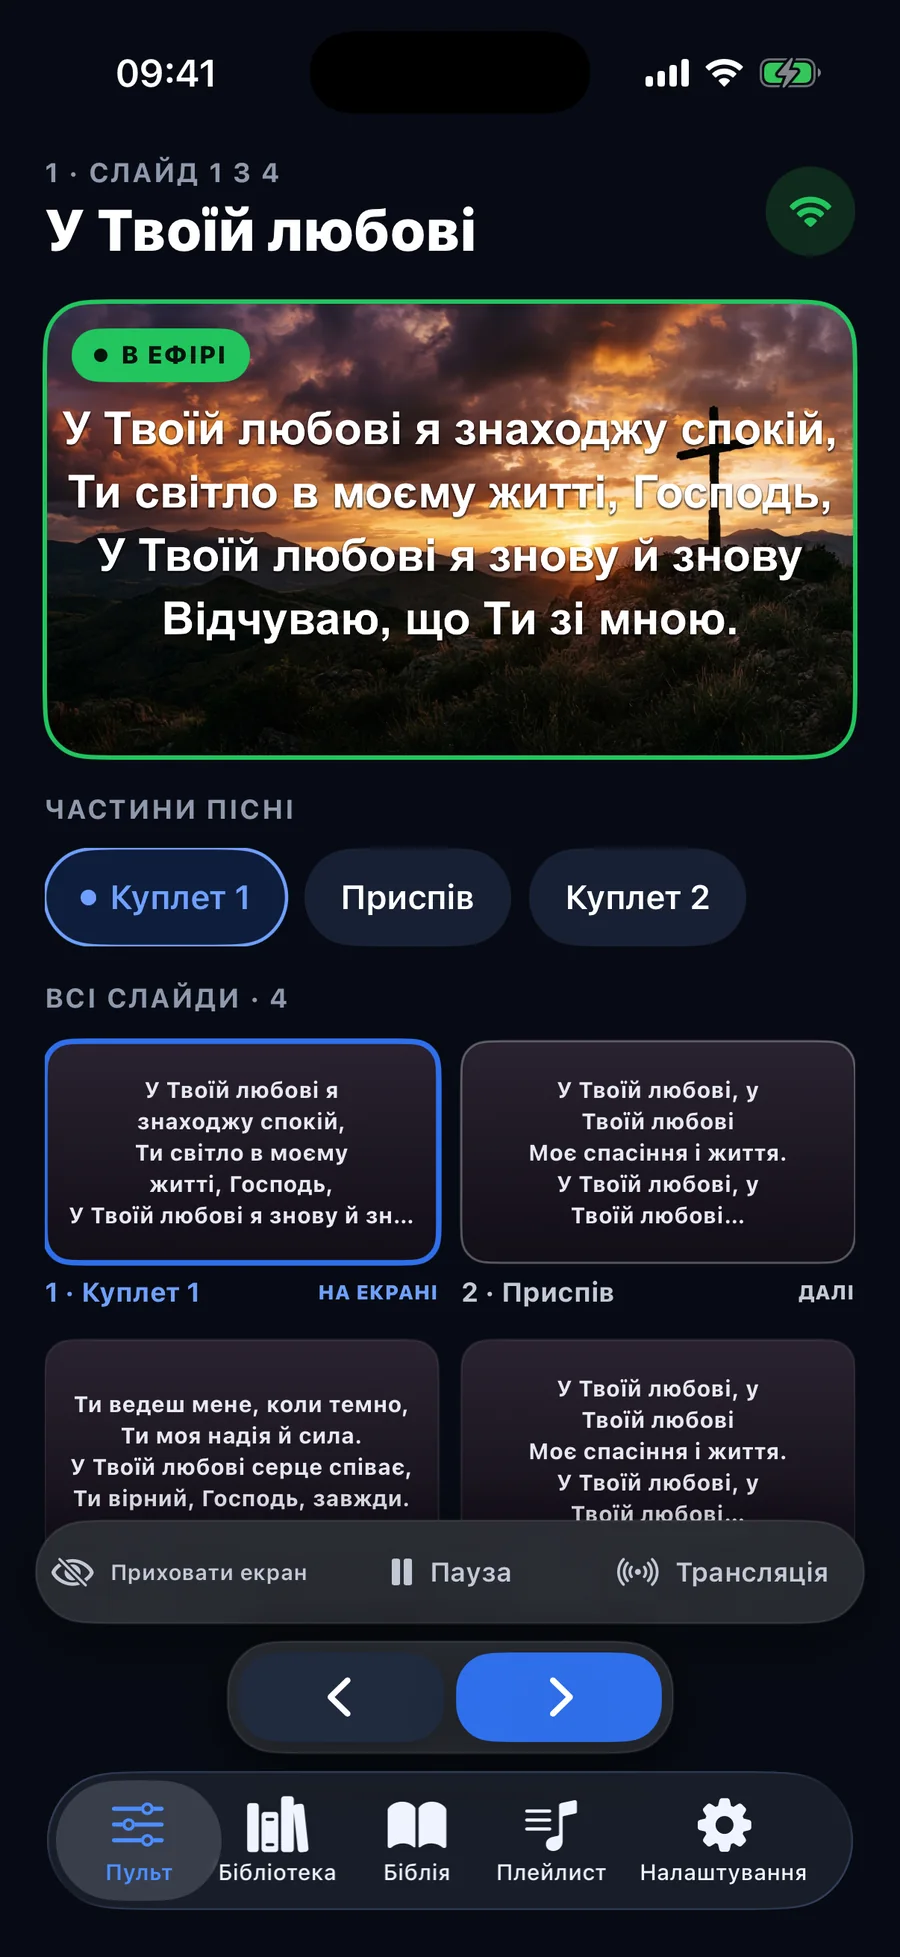 09:41
1 · СЛАЙД 1 З 4
У Твоїй любові
В ЕФІРІ
У Твоїй любові я знаходжу спокій,
Ти світло в моєму житті, Господь,
У Твоїй любові я знову й знову
Відчуваю, що Ти зі мною.
ЧАСТИНИ ПІСНІ
Куплет 1
Приспів
Куплет 2
ВСІ СЛАЙДИ · 4
У Твоїй любові я
знаходжу спокій,
Ти світло в моєму
житті, Господь,
У Твоїй любові я знову й зн...
1 · Куплет 1
НА ЕКРАНІ
У Твоїй любові, у
Твоїй любові
Моє спасіння і життя.
У Твоїй любові, у
Твоїй любові...
2 · Приспів
ДАЛІ
Ти ведеш мене, коли темно,
Ти моя надія й сила.
У Твоїй любові серце співає,
Ти вірний, Господь, завжди.
У Твоїй любові, у
Твоїй любові
Моє спасіння і життя.
У Твоїй любові, у
Твоїй любові...
Приховати екран
Пауза
Трансляція
Пульт
Бібліотека
Біблія
Плейлист
Налаштування